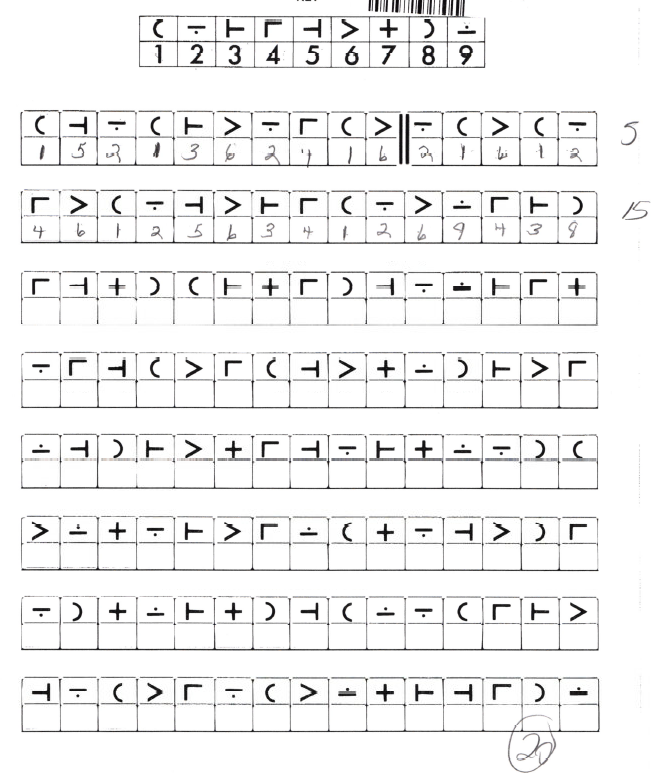 ( ÷ ⊢ Γ ⊣ > + ) ∸
1 2 3 4 5 6 7 8 9
( ⊣ ÷ ( ⊢ > ÷ Γ ( > ÷ ( > ( ÷
1 5 2 1 3 6 2 4 1 6 2 1 6 1 2 5
Γ > ( ÷ ⊣ > ⊢ Γ ( ÷ > ∸ Γ ⊢ )
4 6 1 2 5 6 3 4 1 2 6 9 4 3 8 15
Γ ⊣ + ) ( ⊢ + Γ ) ⊣ ÷ ∸ ⊢ Γ +
÷ Γ ⊣ ( > Γ ( ⊣ > + ∸ ) ⊢ > Γ
∸ ⊣ ) ⊢ > + Γ ⊣ ÷ ⊢ + ∸ ÷ ) (
> ∸ + ÷ ⊢ > Γ ∸ ( + ÷ ⊣ > ) Γ
÷ ) + ∸ ⊢ + ) ⊣ ( ∸ ÷ ( Γ ⊢ >
⊣ ÷ ( > Γ ÷ ( > ∸ + ⊢ ⊣ Γ ) ∸
20